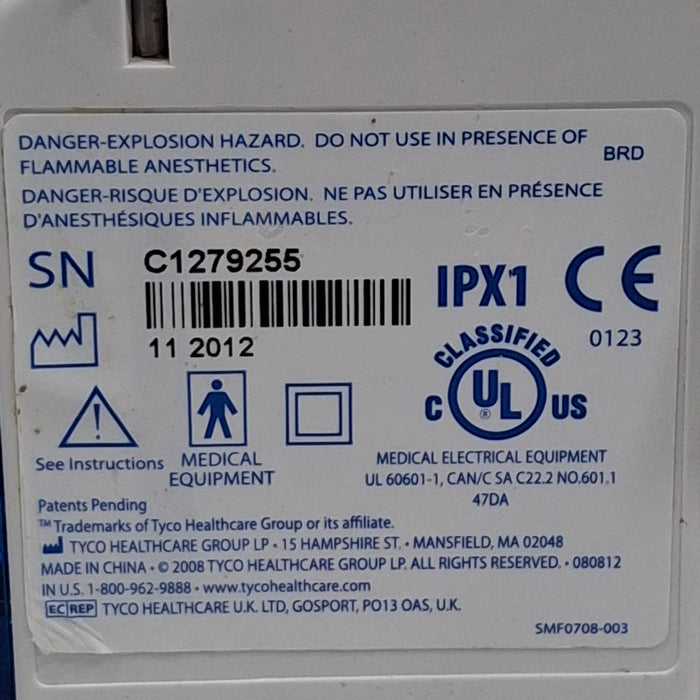 DANGER-EXPLOSION HAZARD. DO NOT USE IN PRESENCE OF
FLAMMABLE ANESTHETICS.
BRD
DANGER-RISQUE D'EXPLOSION. NE PAS UTILISER EN PRÉSENCE
D'ANESTHÉSIQUES INFLAMMABLES.
SN C1279255
11 2012
IPX1 CE
0123
CLASSIFIED
C UL ® US
See Instructions
MEDICAL
EQUIPMENT
MEDICAL ELECTRICAL EQUIPMENT
UL 60601-1, CAN/C SA C22.2 NO.601.1
47DA
Patents Pending
™ Trademarks of Tyco Healthcare Group or its affiliate.
TYCO HEALTHCARE GROUP LP • 15 HAMPSHIRE ST. • MANSFIELD, MA 02048
MADE IN CHINA • © 2008 TYCO HEALTHCARE GROUP LP. ALL RIGHTS RESERVED. • 080812
IN U.S. 1-800-962-9888 • www.tycohealthcare.com
EC REP TYCO HEALTHCARE U.K. LTD, GOSPORT, PO13 OAS, U.K.
SMF0708-003